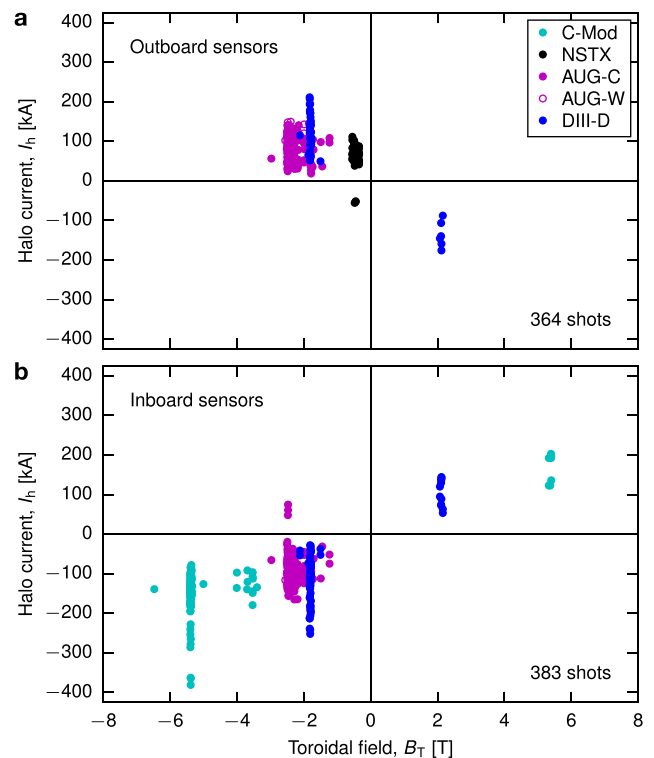 a
400
300
200
100
0
−100
−200
−300
−400
Halo current, Ih [kA]
Outboard sensors
C-Mod
NSTX
AUG-C
AUG-W
DIII-D
364 shots
b
400
300
200
100
0
−100
−200
−300
−400
Halo current, Ih [kA]
Inboard sensors
383 shots
−8 −6 −4 −2 0 2 4 6 8
Toroidal field, BT [T]